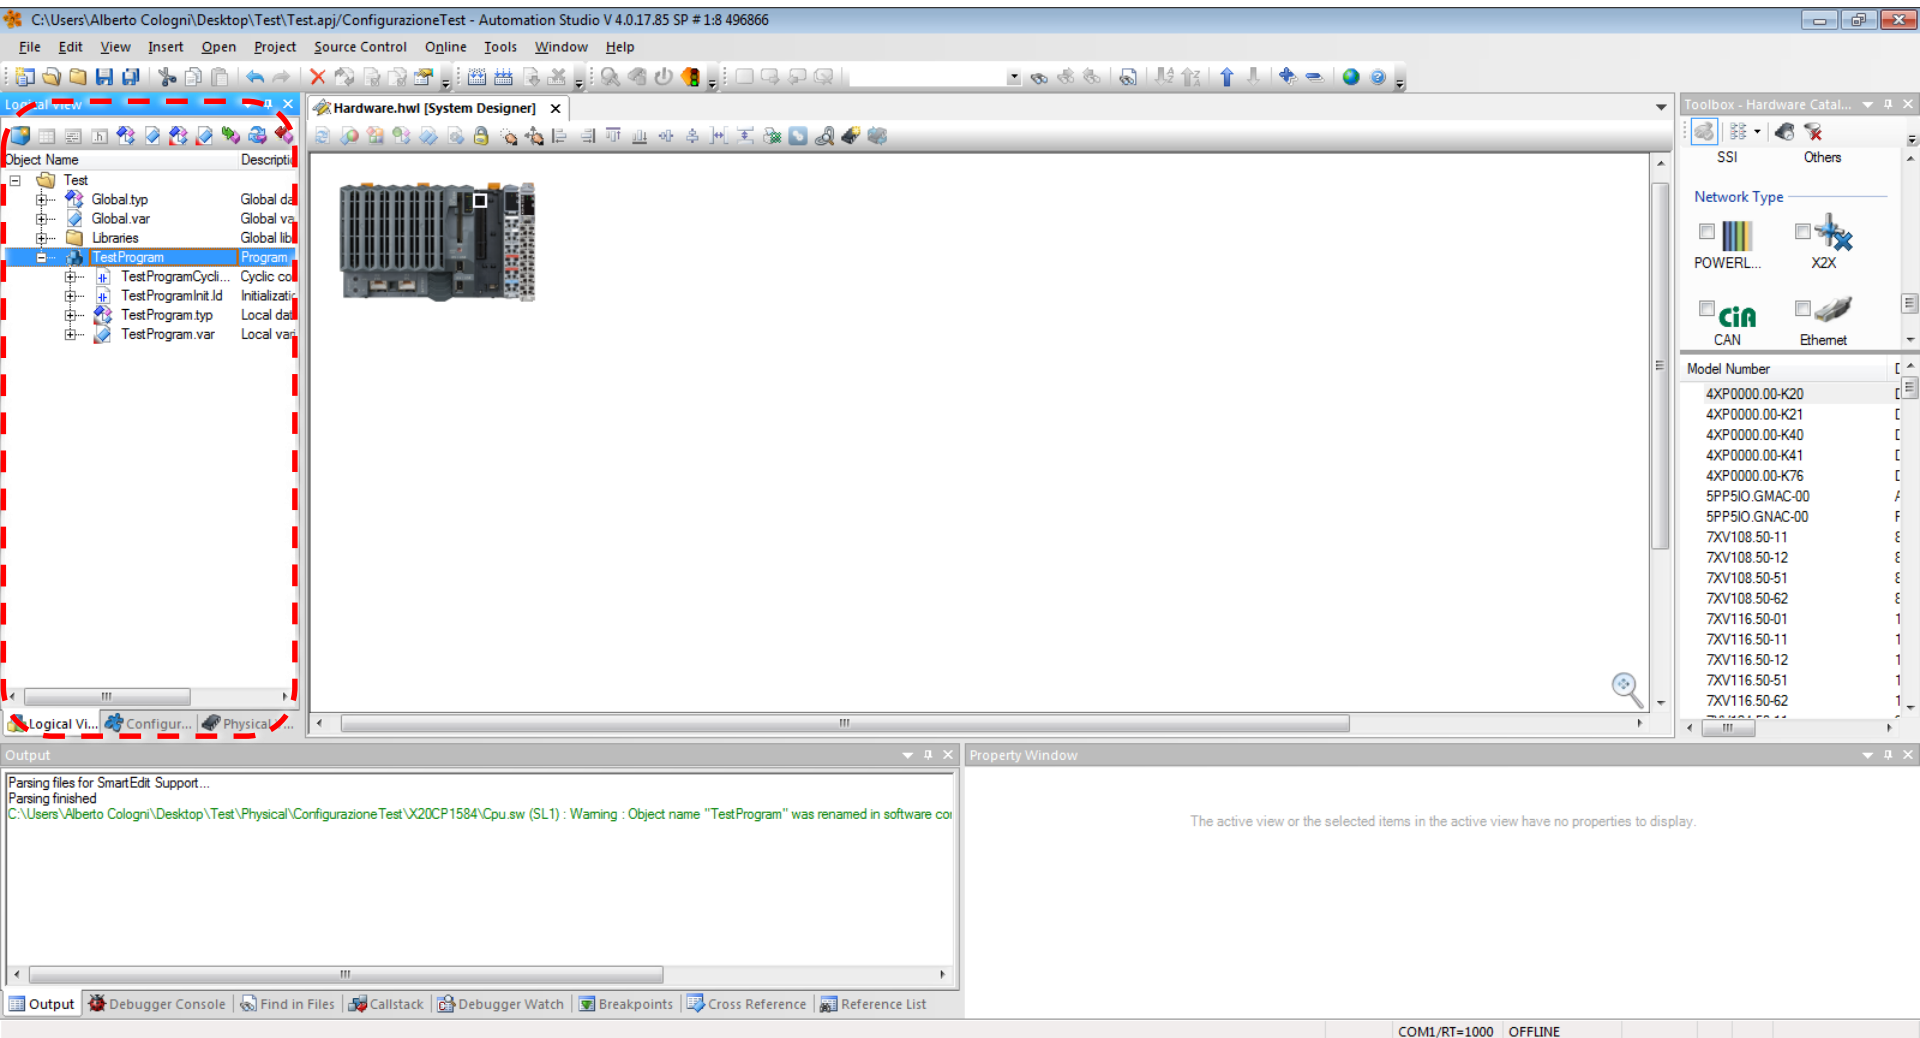 C:\Users\Alberto Cologni\Desktop\Test\Test.apj/ConfigurazioneTest - Automation Studio V 4.0.17.85 SP # 1:8 496866
File Edit View Insert Open Project Source Control Online Tools Window Help
Logical View
Hardware.hwl [System Designer]
Toolbox - Hardware Catal...
Object Name Descripti
Test
Global.typ Global da
Global.var Global va
Libraries Global lib
TestProgram Program
TestProgramCycli... Cyclic co
TestProgramInit.ld Initializatic
TestProgram.typ Local dat
TestProgram.var Local vari
Logical Vi... Configur... Physical ...
SSI Others
Network Type
POWERL... X2X
CiA
CAN Ethernet
Model Number D
4XP0000.00-K20
4XP0000.00-K21
4XP0000.00-K40
4XP0000.00-K41
4XP0000.00-K76
5PP5IO.GMAC-00
5PP5IO.GNAC-00
7XV108.50-11
7XV108.50-12
7XV108.50-51
7XV108.50-62
7XV116.50-01
7XV116.50-11
7XV116.50-12
7XV116.50-51
7XV116.50-62
Output
Parsing files for SmartEdit Support...
Parsing finished
C:\Users\Alberto Cologni\Desktop\Test\Physical\ConfigurazioneTest\X20CP1584\Cpu.sw (SL1) : Warning : Object name "TestProgram" was renamed in software co
Output Debugger Console Find in Files Callstack Debugger Watch Breakpoints Cross Reference Reference List
Property Window
The active view or the selected items in the active view have no properties to display.
COM1/RT=1000 OFFLINE